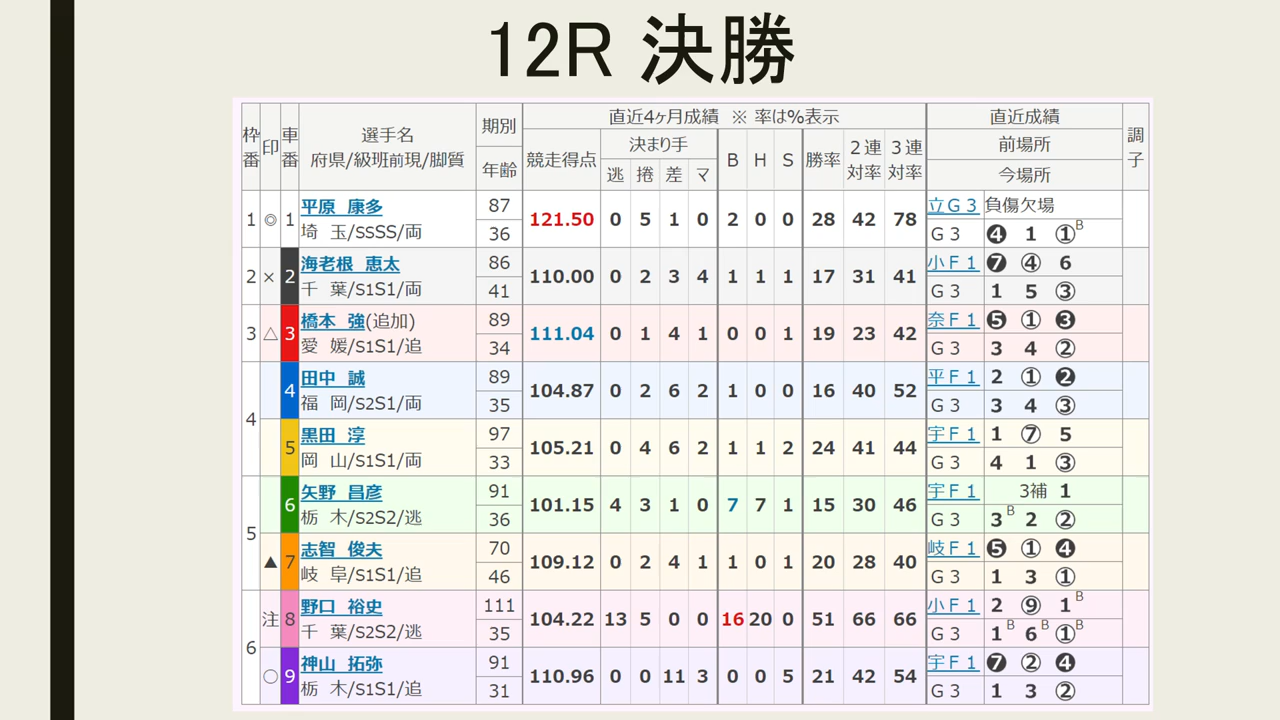 12R 決勝
枠番 印 車番 選手名 府県/級班前現/脚質 期別 年齢 直近4ヶ月成績 ※ 率は%表示 直近成績 調子
競走得点 決まり手 B H S 勝率 2連対率 3連対率 前場所
逃 捲 差 マ 今場所
1 ◎ 1 平原 康多 87 121.50 0 5 1 0 2 0 0 28 42 78 立G3 負傷欠場
埼 玉/SSSS/両 36 G3 ❹ 1 ①B
2 × 2 海老根 恵太 86 110.00 0 2 3 4 1 1 1 17 31 41 小F1 ❼ ④ 6
千 葉/S1S1/両 41 G3 1 5 ③
3 △ 3 橋本 強(追加) 89 111.04 0 1 4 1 0 0 1 19 23 42 奈F1 ❺ ① ❸
愛 媛/S1S1/追 34 G3 3 4 ②
4 4 田中 誠 89 104.87 0 2 6 2 1 0 0 16 40 52 平F1 2 ① ❷
福 岡/S2S1/両 35 G3 3 4 ③
5 黒田 淳 97 105.21 0 4 6 2 1 1 2 24 41 44 宇F1 1 ⑦ 5
岡 山/S1S1/両 33 G3 4 1 ③
5 6 矢野 昌彦 91 101.15 4 3 1 0 7 7 1 15 30 46 宇F1 3補 1
栃 木/S2S2/逃 36 G3 3B 2 ②
▲ 7 志智 俊夫 70 109.12 0 2 4 1 1 0 1 20 28 40 岐F1 ❺ ① ❹
岐 阜/S1S1/追 46 G3 1 3 ①
6 注 8 野口 裕史 111 104.22 13 5 0 0 16 20 0 51 66 66 小F1 2 ⑨ 1B
千 葉/S2S2/逃 35 G3 1B 6B ①B
○ 9 神山 拓弥 91 110.96 0 0 11 3 0 0 5 21 42 54 宇F1 ❼ ② ❹
栃 木/S1S1/追 31 G3 1 3 ②